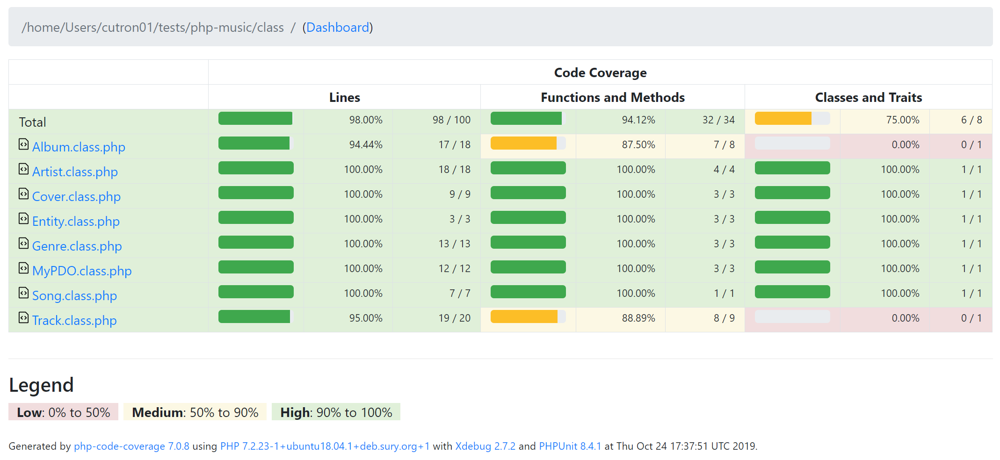 /home/Users/cutron01/tests/php-music/class / (Dashboard)
Code Coverage
Lines Functions and Methods Classes and Traits
Total 98.00% 98 / 100 94.12% 32 / 34 75.00% 6 / 8
Album.class.php 94.44% 17 / 18 87.50% 7 / 8 0.00% 0 / 1
Artist.class.php 100.00% 18 / 18 100.00% 4 / 4 100.00% 1 / 1
Cover.class.php 100.00% 9 / 9 100.00% 3 / 3 100.00% 1 / 1
Entity.class.php 100.00% 3 / 3 100.00% 3 / 3 100.00% 1 / 1
Genre.class.php 100.00% 13 / 13 100.00% 3 / 3 100.00% 1 / 1
MyPDO.class.php 100.00% 12 / 12 100.00% 3 / 3 100.00% 1 / 1
Song.class.php 100.00% 7 / 7 100.00% 1 / 1 100.00% 1 / 1
Track.class.php 95.00% 19 / 20 88.89% 8 / 9 0.00% 0 / 1
Legend
Low: 0% to 50% Medium: 50% to 90% High: 90% to 100%
Generated by php-code-coverage 7.0.8 using PHP 7.2.23-1+ubuntu18.04.1+deb.sury.org+1 with Xdebug 2.7.2 and PHPUnit 8.4.1 at Thu Oct 24 17:37:51 UTC 2019.